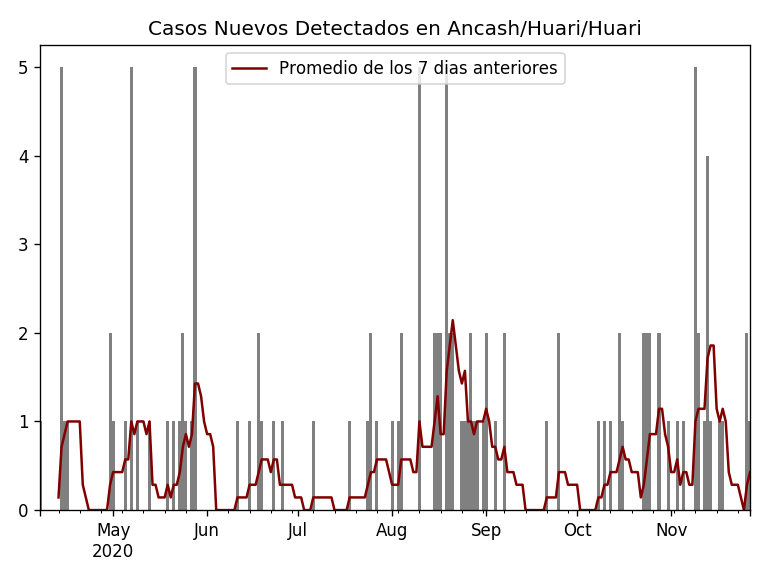 Casos Nuevos Detectados en Ancash/Huari/Huari
Promedio de los 7 dias anteriores
5
4
3
2
1
0
May Jun Jul Aug Sep Oct Nov
2020